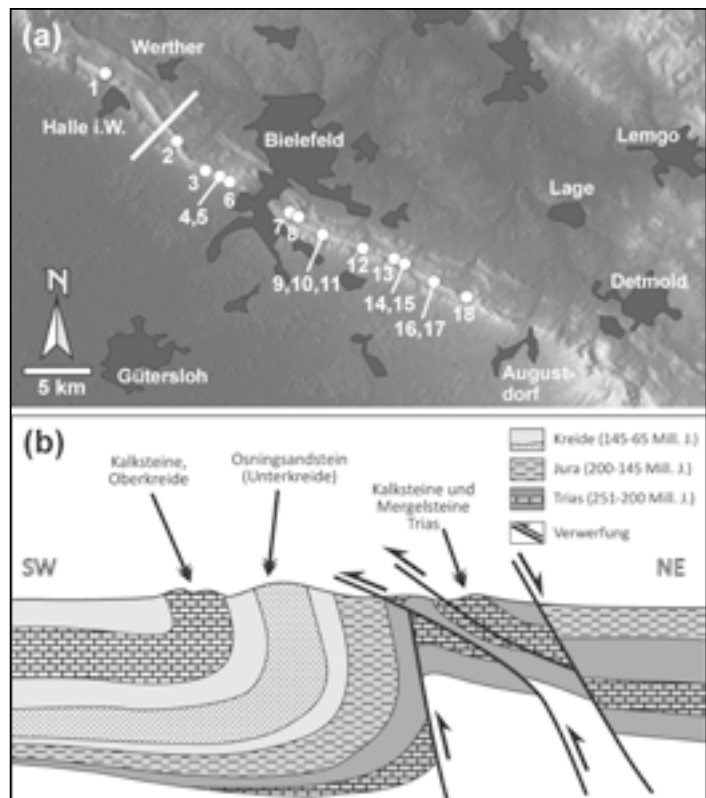 (a)
Werther
1
Halle i.W.
2
Bielefeld
Lemgo
3
6
4,5
Lage
7
8
12
13
9,10,11
14,15
Detmold
N
16,17
18
5 km
Gütersloh
August-
dorf
(b)
Kalksteine,
Oberkreide
Osningsandstein
(Unterkreide)
Kalksteine und
Mergelsteine
Trias
Kreide (145-65 Mill. J.)
Jura (200-145 Mill. J.)
Trias (251-200 Mill. J.)
Verwerfung
SW
NE